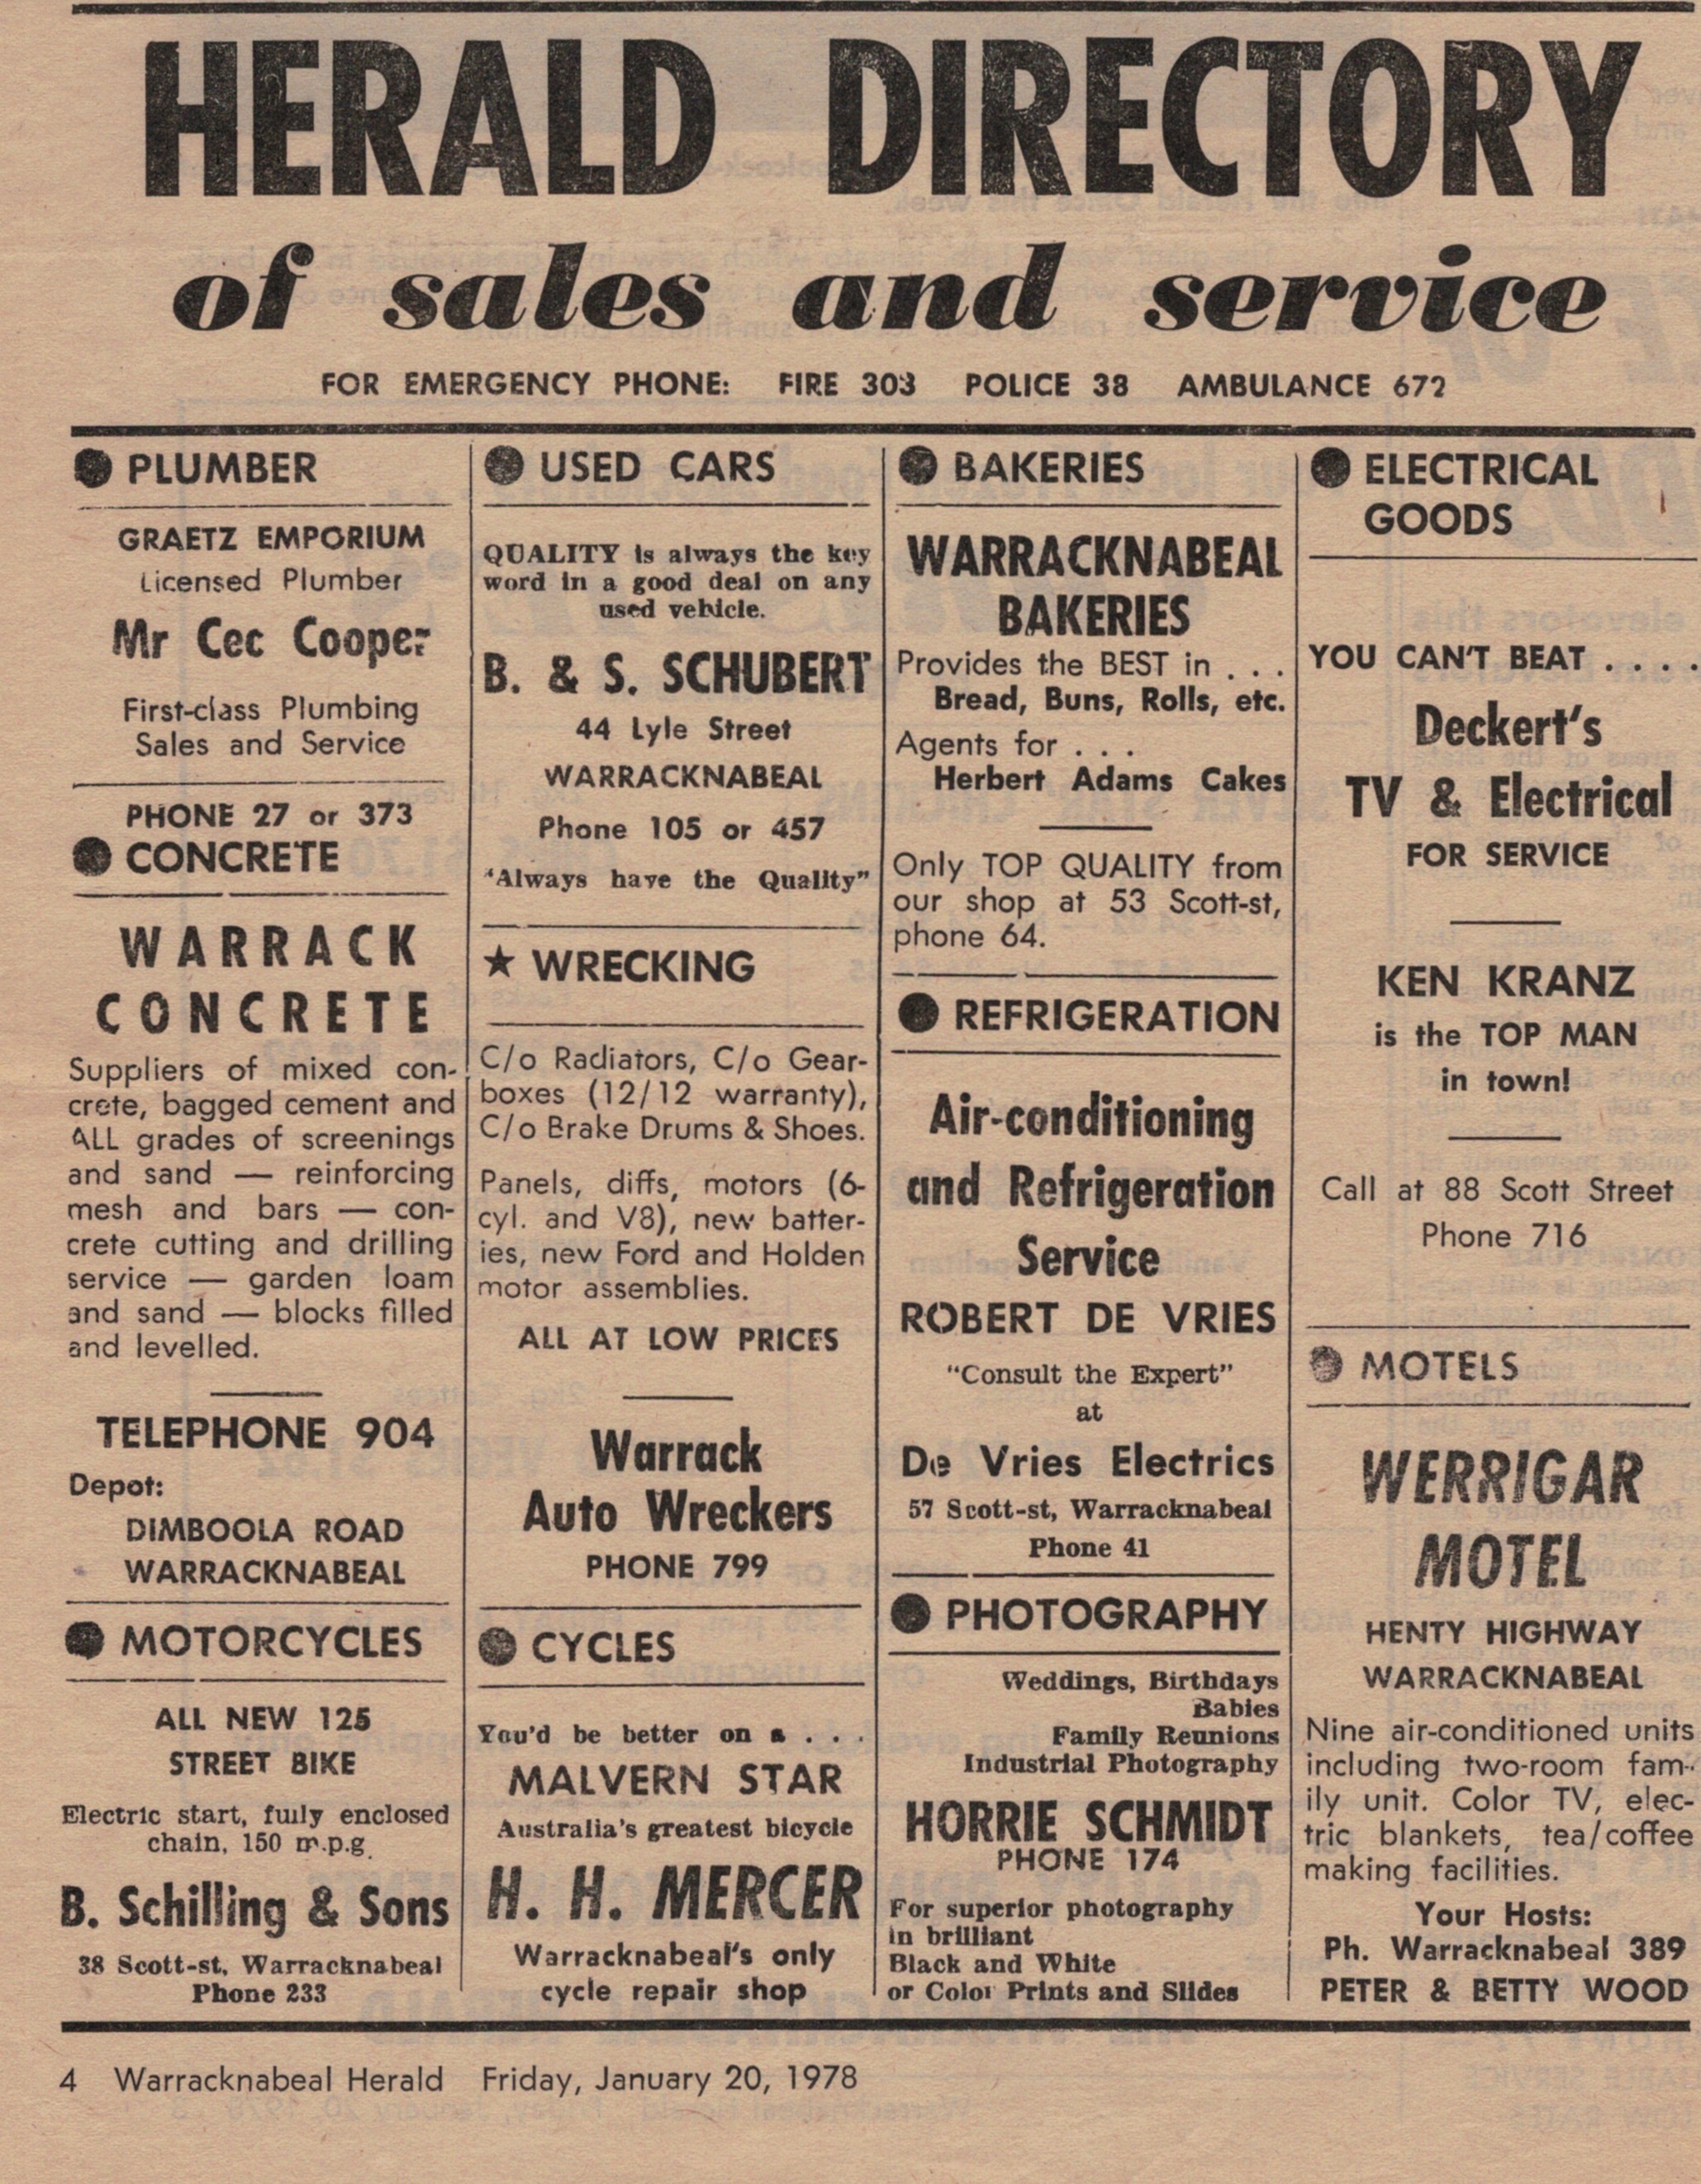 HERALD DIRECTORY
of sales and service
FOR EMERGENCY PHONE: FIRE 303 POLICE 38 AMBULANCE 672
PLUMBER
GRAETZ EMPORIUM
Licensed Plumber
Mr Cec Cooper
First-class Plumbing
Sales and Service
PHONE 27 or 373
CONCRETE
WARRACK
CONCRETE
Suppliers of mixed con-
crete, bagged cement and
ALL grades of screenings
and sand — reinforcing
mesh and bars — con-
crete cutting and drilling
service — garden loam
and sand — blocks filled
and levelled.
TELEPHONE 904
Depot:
DIMBOOLA ROAD
WARRACKNABEAL
MOTORCYCLES
ALL NEW 125
STREET BIKE
Electric start, fully enclosed
chain, 150 m.p.g.
B. Schilling & Sons
38 Scott-st, Warracknabeal
Phone 233
USED CARS
QUALITY is always the key
word in a good deal on any
used vehicle.
B. & S. SCHUBERT
44 Lyle Street
WARRACKNABEAL
Phone 105 or 457
"Always have the Quality"
★ WRECKING
C/o Radiators, C/o Gear-
boxes (12/12 warranty),
C/o Brake Drums & Shoes.
Panels, diffs, motors (6-
cyl. and V8), new batter-
ies, new Ford and Holden
motor assemblies.
ALL AT LOW PRICES
Warrack
Auto Wreckers
PHONE 799
CYCLES
You'd be better on a . . .
MALVERN STAR
Australia's greatest bicycle
H. H. MERCER
Warracknabeal's only
cycle repair shop
BAKERIES
WARRACKNABEAL
BAKERIES
Provides the BEST in . . .
Bread, Buns, Rolls, etc.
Agents for . . .
Herbert Adams Cakes
Only TOP QUALITY from
our shop at 53 Scott-st,
phone 64.
REFRIGERATION
Air-conditioning
and Refrigeration
Service
ROBERT DE VRIES
"Consult the Expert"
at
De Vries Electrics
57 Scott-st, Warracknabeal
Phone 41
PHOTOGRAPHY
Weddings, Birthdays
Babies
Family Reunions
Industrial Photography
HORRIE SCHMIDT
PHONE 174
For superior photography
in brilliant
Black and White
or Color Prints and Slides
ELECTRICAL
GOODS
YOU CAN'T BEAT . . . .
Deckert's
TV & Electrical
FOR SERVICE
KEN KRANZ
is the TOP MAN
in town!
Call at 88 Scott Street
Phone 716
MOTELS
WERRIGAR
MOTEL
HENTY HIGHWAY
WARRACKNABEAL
Nine air-conditioned units
including two-room fam-
ily unit. Color TV, elec-
tric blankets, tea/coffee
making facilities.
Your Hosts:
Ph. Warracknabeal 389
PETER & BETTY WOOD
4 Warracknabeal Herald Friday, January 20, 1978